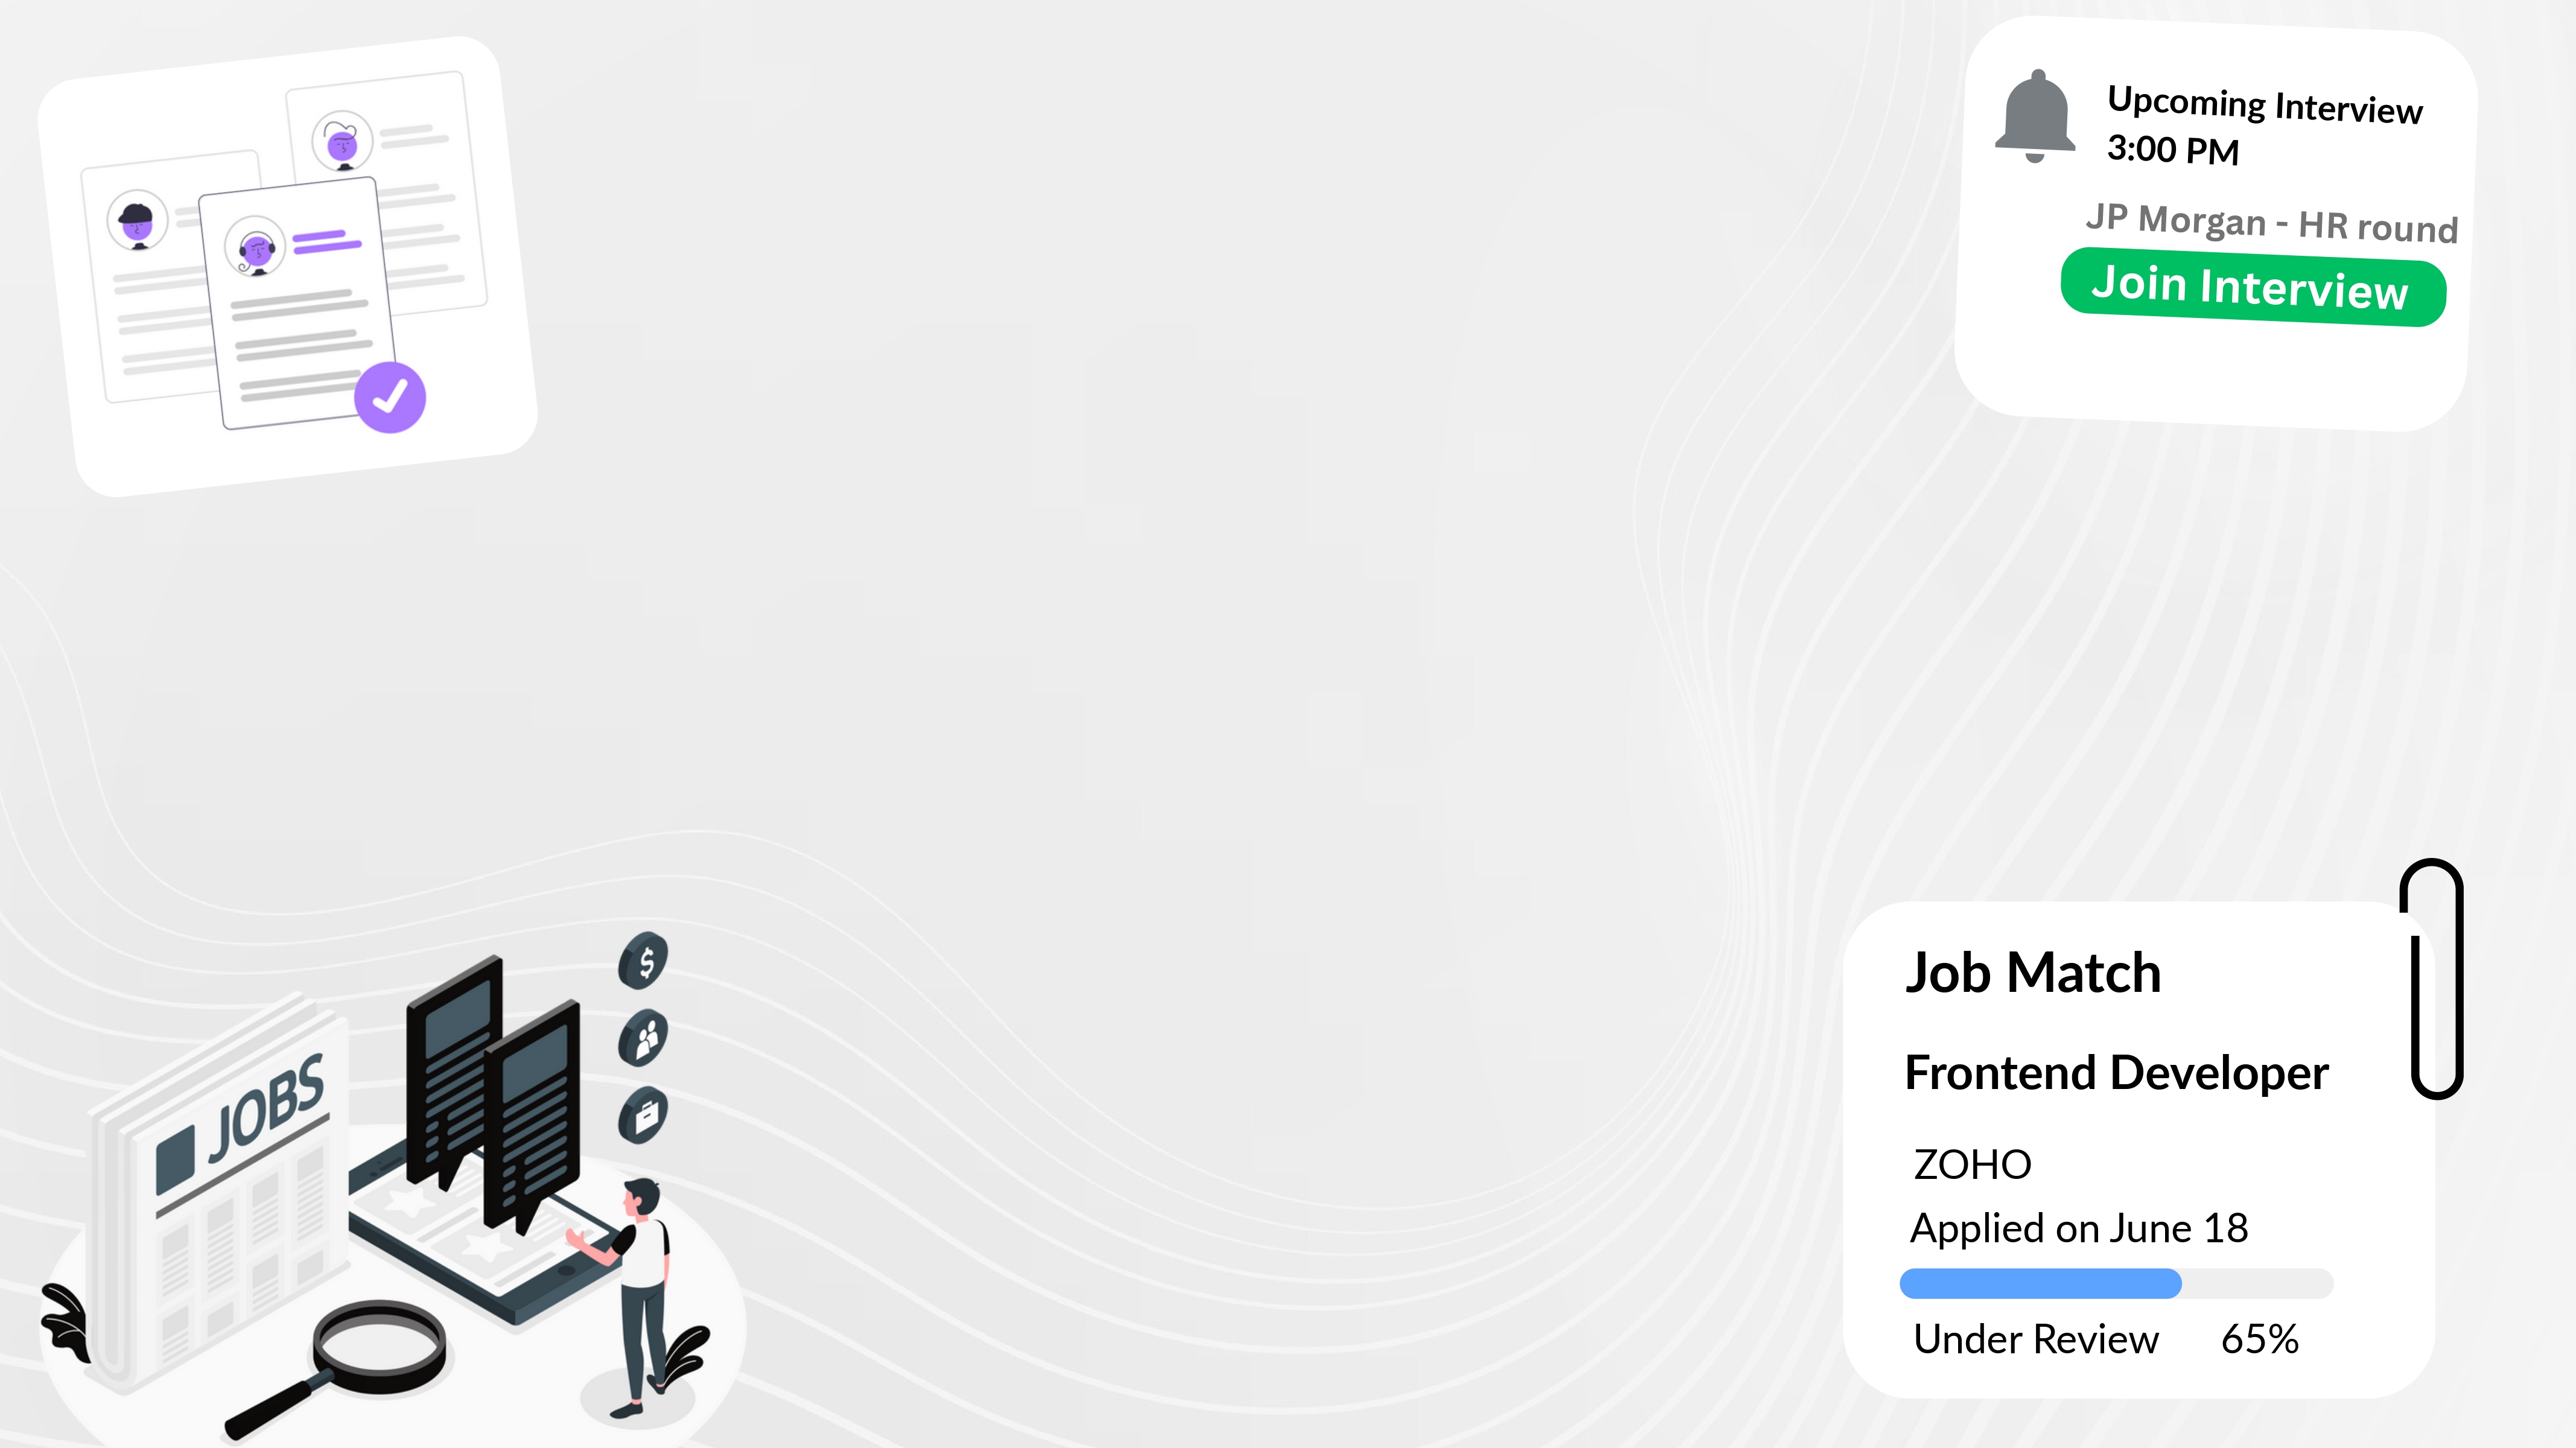 Upcoming Interview
3:00 PM
JP Morgan - HR round
Join Interview
Job Match
Frontend Developer
ZOHO
Applied on June 18
Under Review 65%
$
JOBS